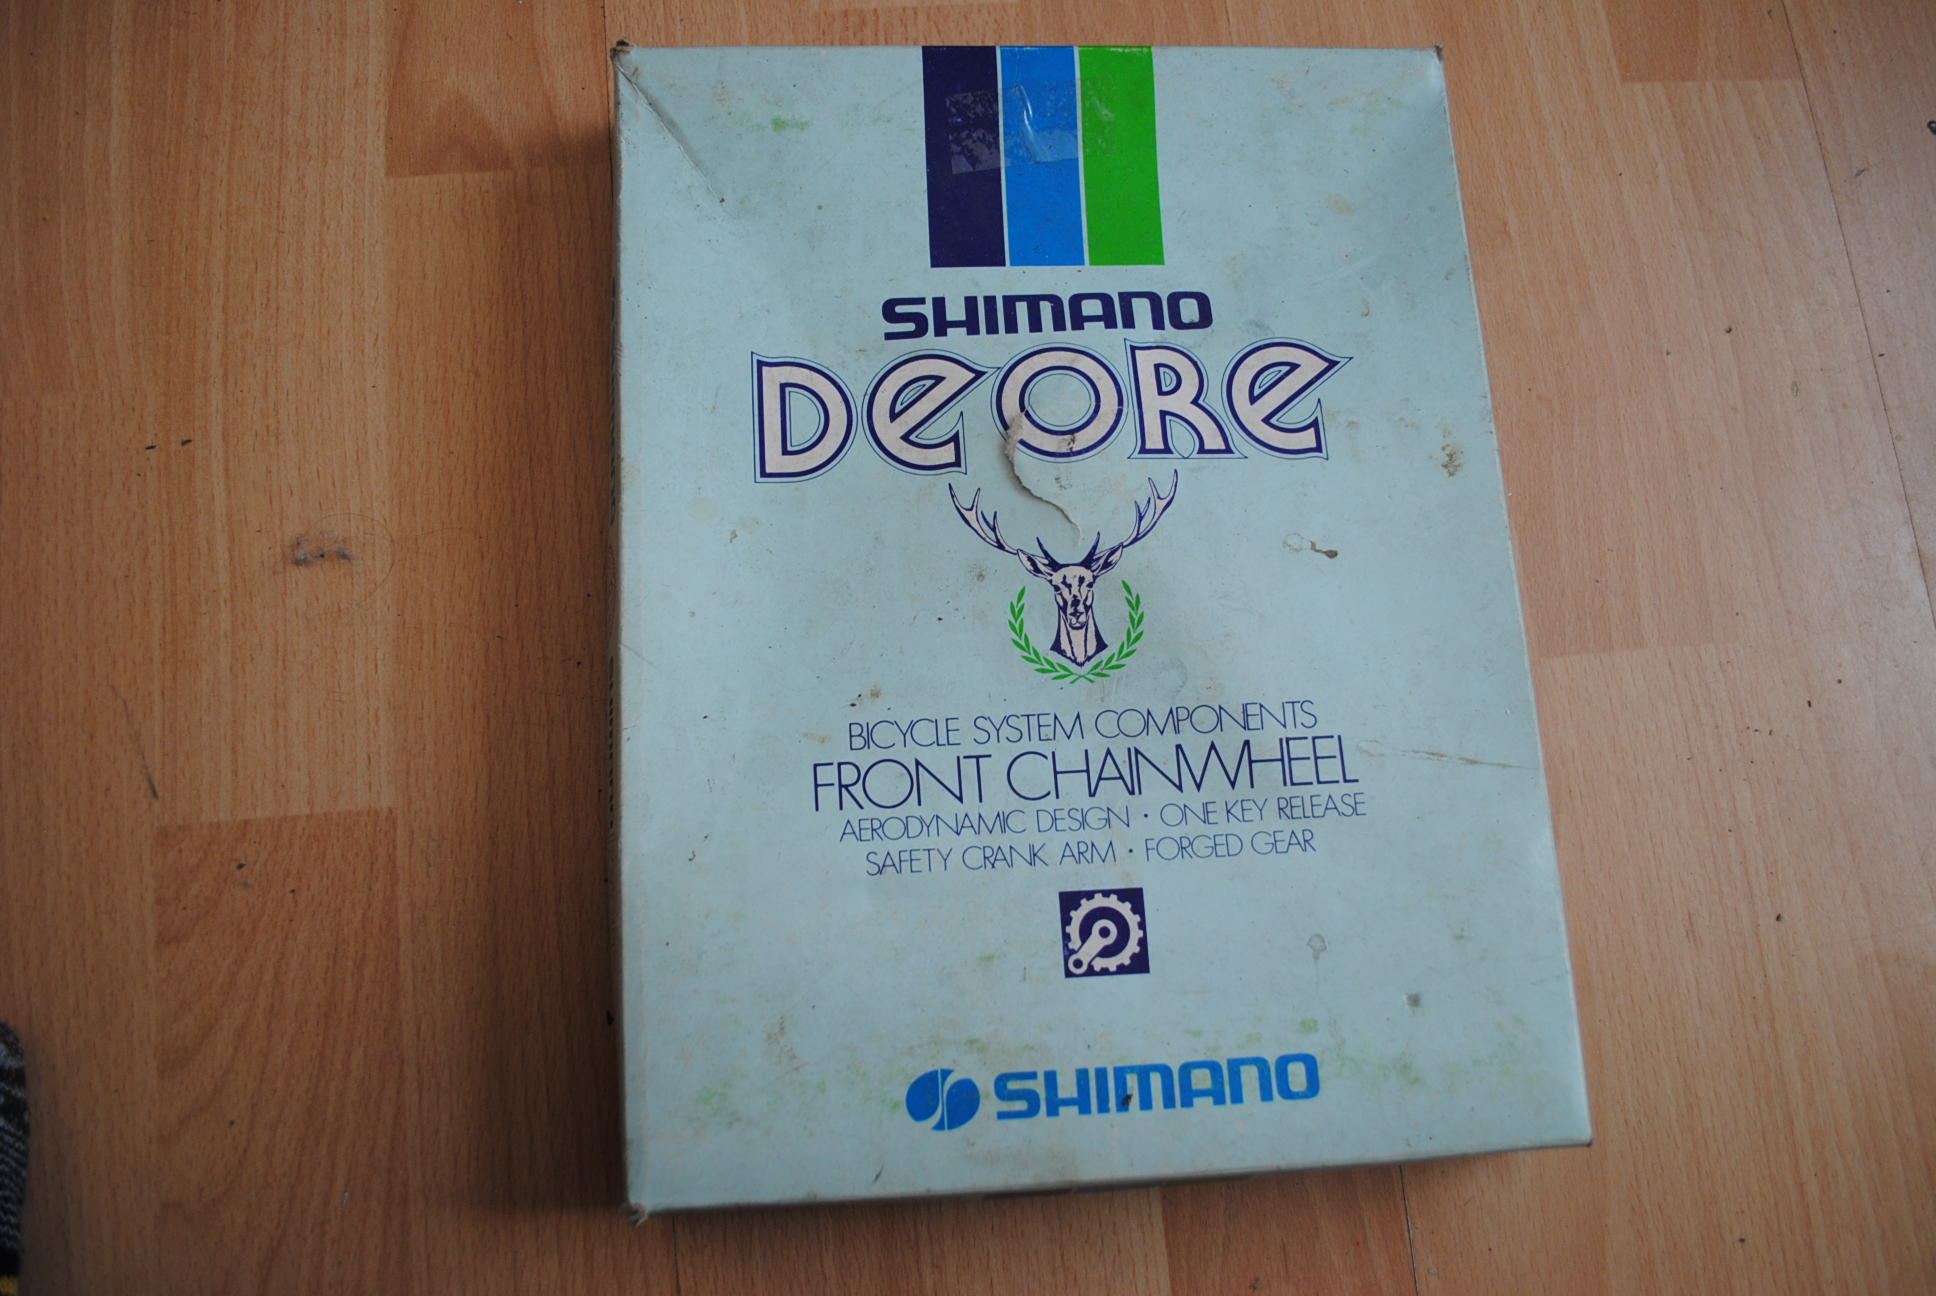 SHIMANO
DEORE
BICYCLE SYSTEM COMPONENTS
FRONT CHAINWHEEL
AERODYNAMIC DESIGN · ONE KEY RELEASE
SAFETY CRANK ARM · FORGED GEAR
SHIMANO